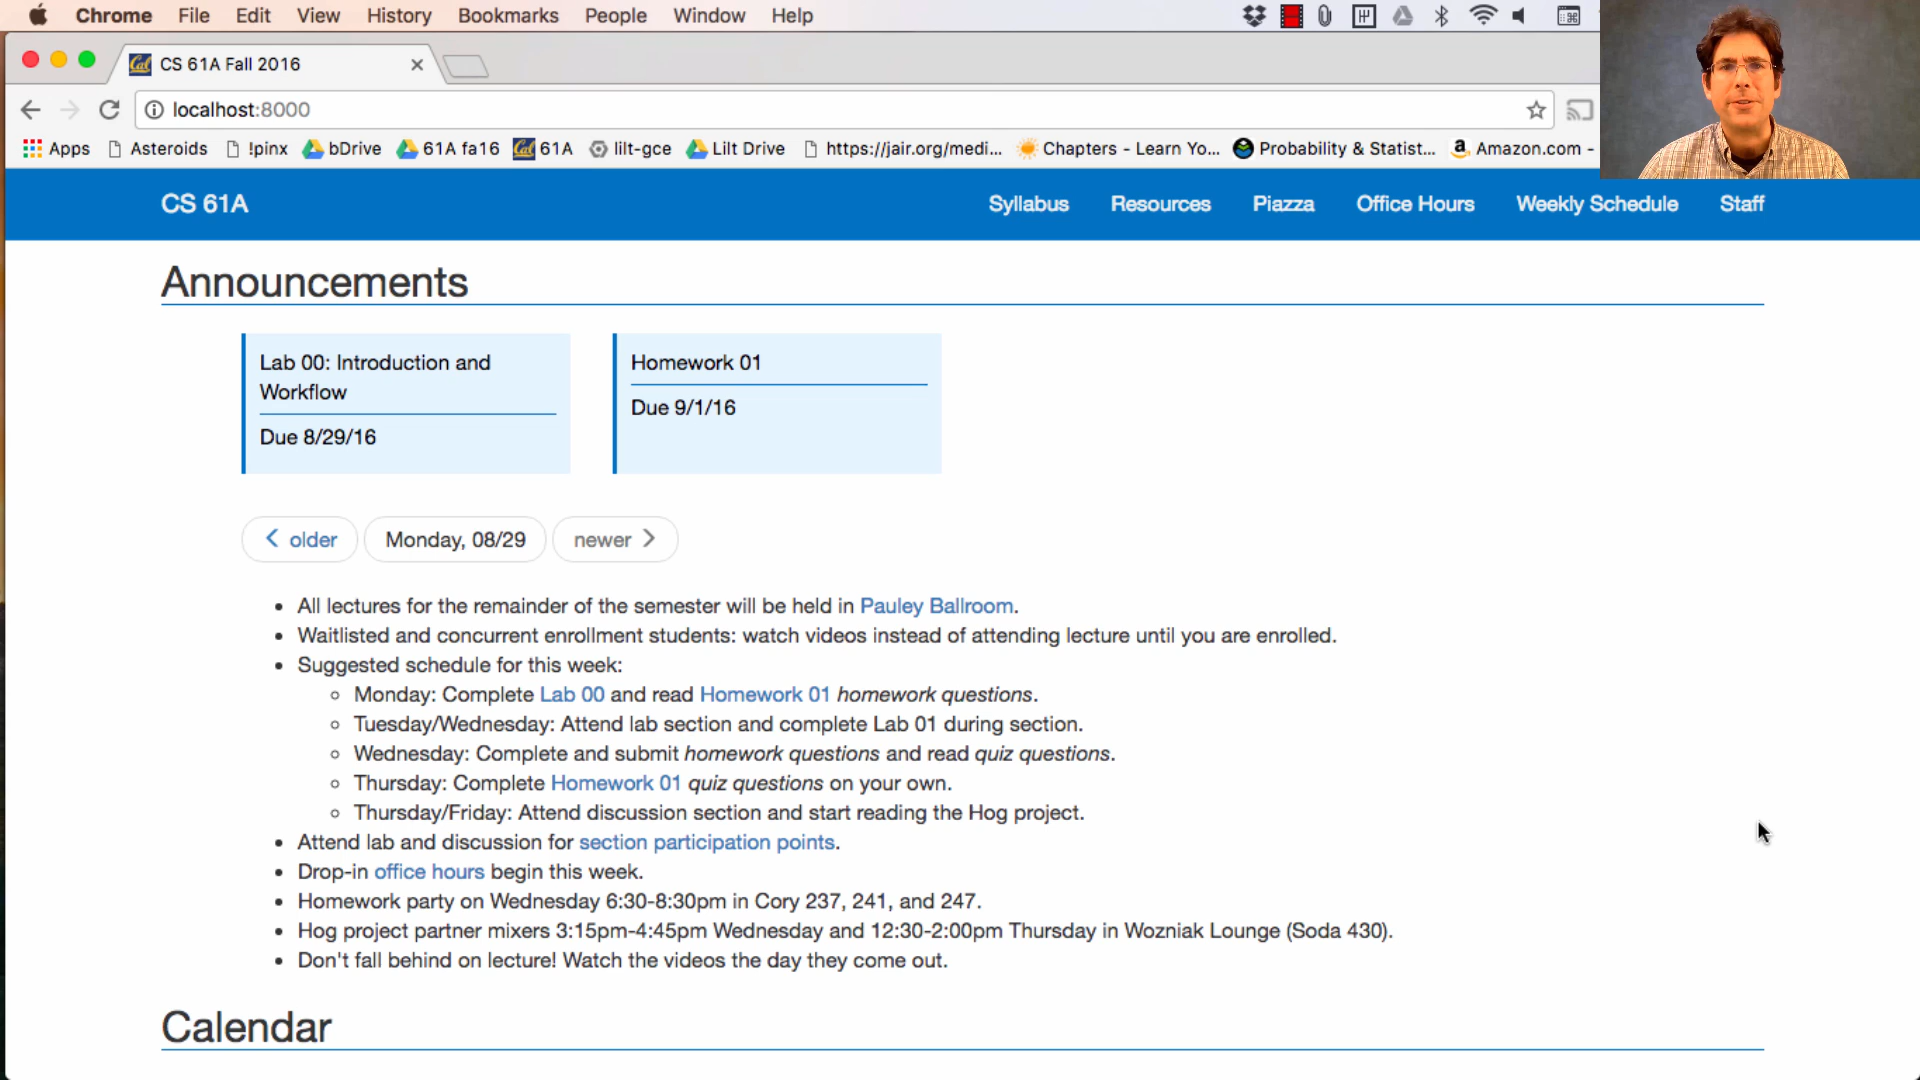 Chrome File Edit View History Bookmarks People Window Help
CS 61A Fall 2016
localhost:8000
Apps Asteroids !pinx bDrive 61A fa16 Cal 61A lilt-gce Lilt Drive https://jair.org/medi... Chapters - Learn Yo... Probability & Statist... Amazon.com -
CS 61A Syllabus Resources Piazza Office Hours Weekly Schedule Staff
Announcements
Lab 00: Introduction and
Workflow
Due 8/29/16
Homework 01
Due 9/1/16
older Monday, 08/29 newer
All lectures for the remainder of the semester will be held in Pauley Ballroom.
Waitlisted and concurrent enrollment students: watch videos instead of attending lecture until you are enrolled.
Suggested schedule for this week:
Monday: Complete Lab 00 and read Homework 01 homework questions.
Tuesday/Wednesday: Attend lab section and complete Lab 01 during section.
Wednesday: Complete and submit homework questions and read quiz questions.
Thursday: Complete Homework 01 quiz questions on your own.
Thursday/Friday: Attend discussion section and start reading the Hog project.
Attend lab and discussion for section participation points.
Drop-in office hours begin this week.
Homework party on Wednesday 6:30-8:30pm in Cory 237, 241, and 247.
Hog project partner mixers 3:15pm-4:45pm Wednesday and 12:30-2:00pm Thursday in Wozniak Lounge (Soda 430).
Don't fall behind on lecture! Watch the videos the day they come out.
Calendar